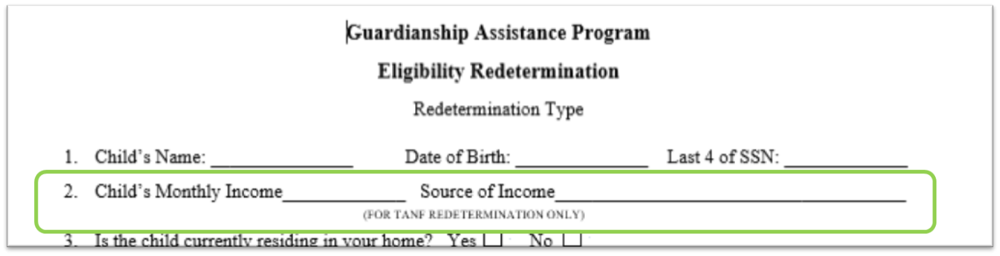 Guardianship Assistance Program
Eligibility Redetermination
Redetermination Type
1. Child's Name: _______________ Date of Birth: ______________ Last 4 of SSN: _____________
2. Child's Monthly Income_____________ Source of Income_____________________________________
(FOR TANF REDETERMINATION ONLY)
3. Is the child currently residing in your home? Yes ☐ No ☐